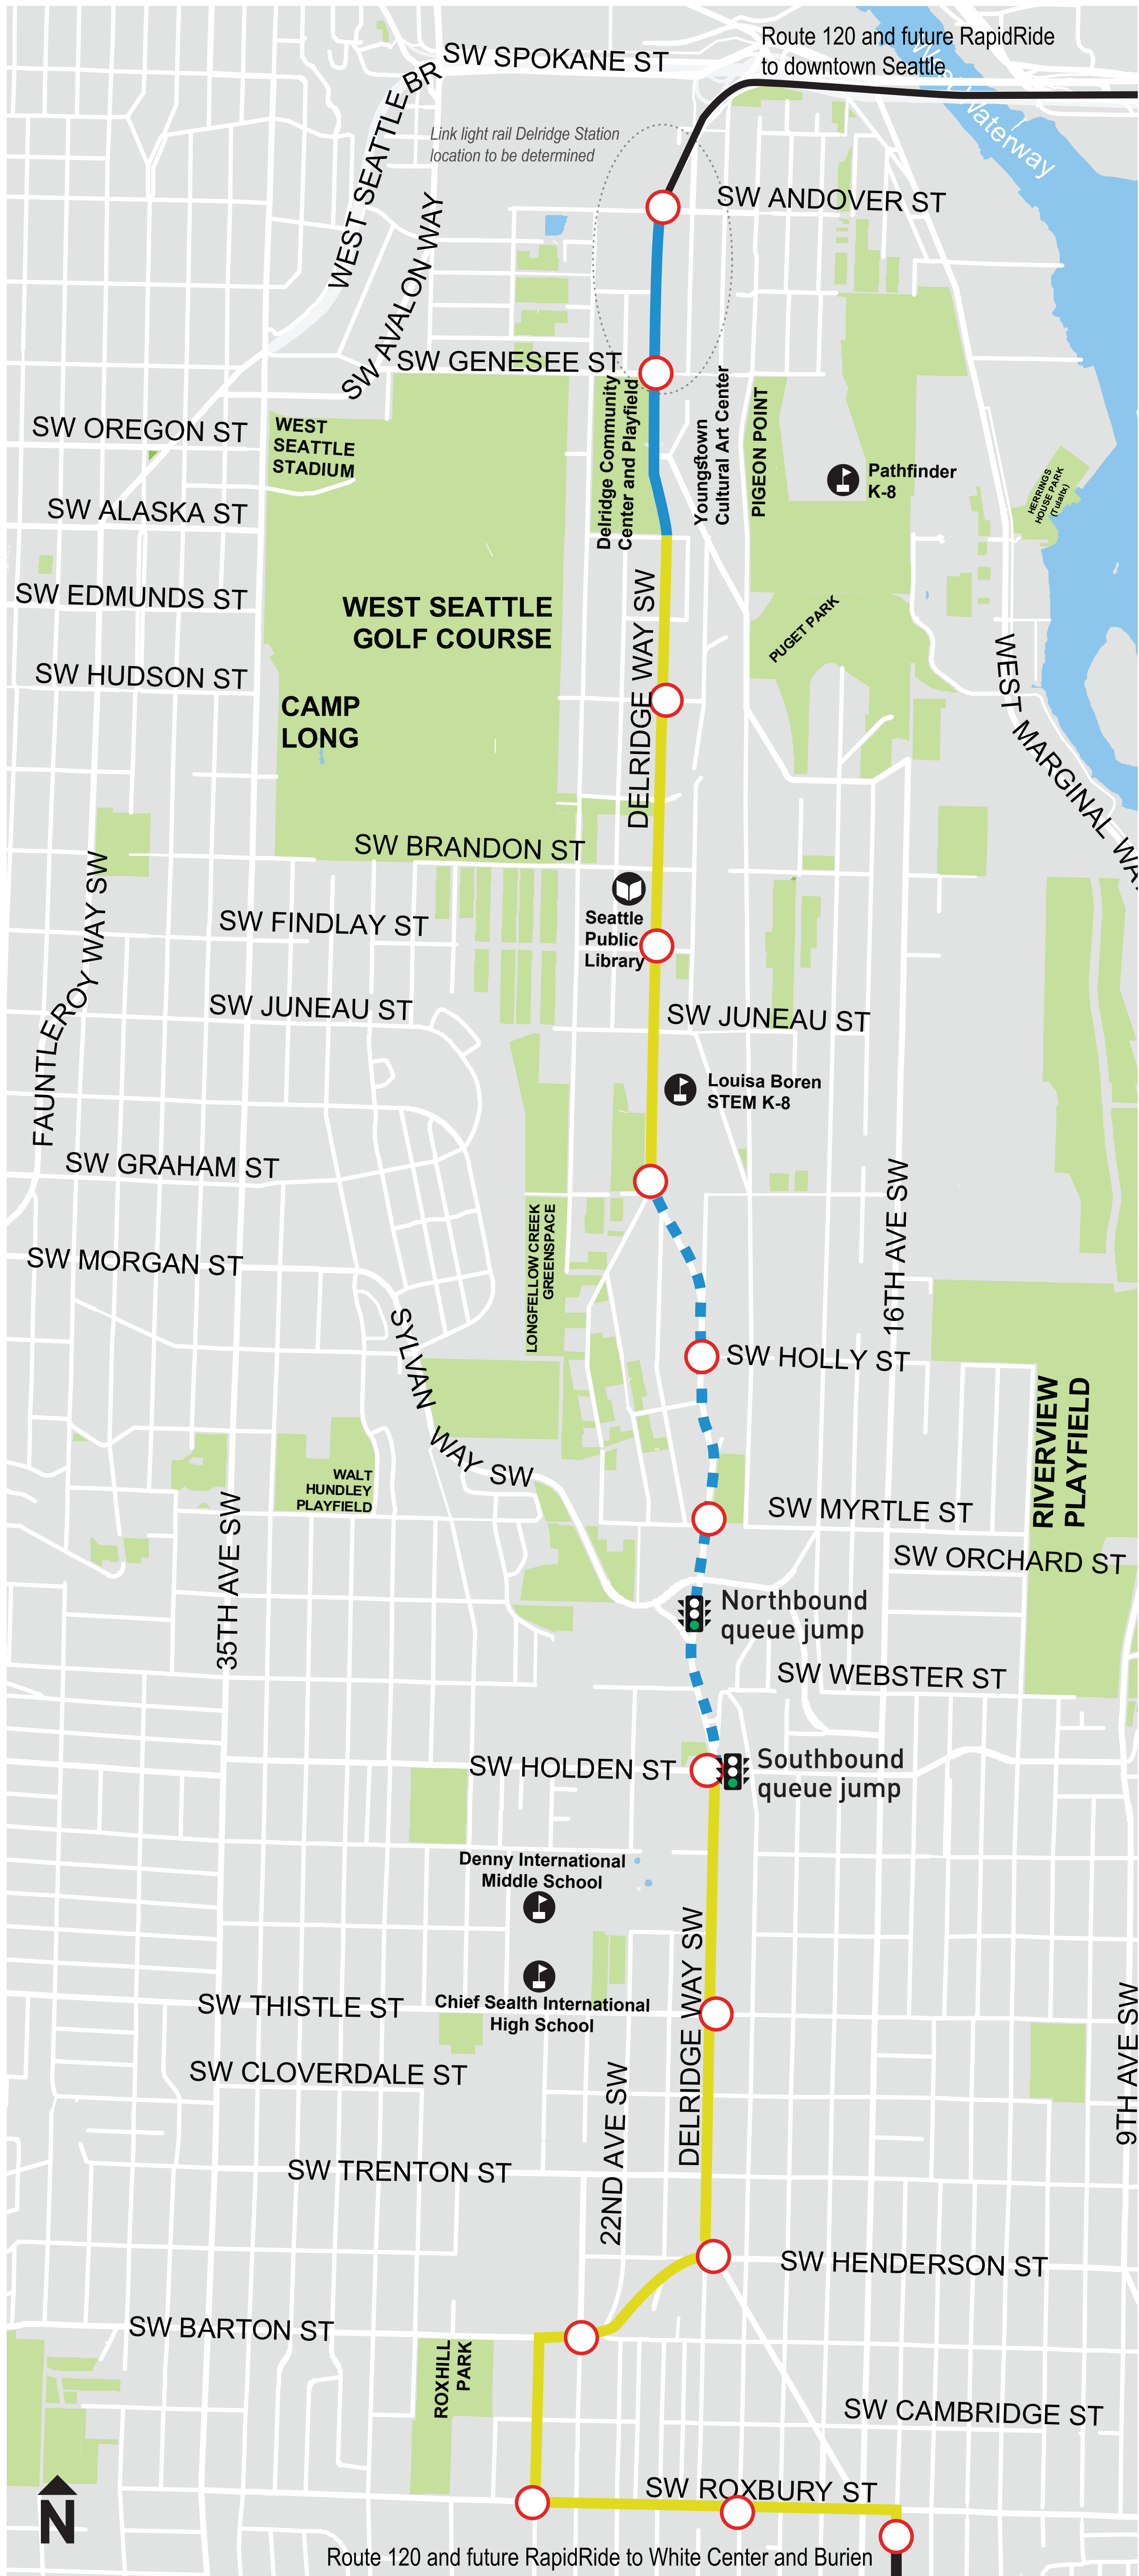 Route 120 and future RapidRide
to downtown Seattle
SW SPOKANE ST
WEST SEATTLE BR
West Waterway
Link light rail Delridge Station
location to be determined
SW ANDOVER ST
SW AVALON WAY
SW GENESEE ST
Delridge Community
Center and Playfield
Youngstown
Cultural Art Center
PIGEON POINT
SW OREGON ST
WEST
SEATTLE
STADIUM
Pathfinder
K-8
HERRINGS
HOUSE PARK
(Tulaltx)
SW ALASKA ST
SW EDMUNDS ST
WEST SEATTLE
GOLF COURSE
DELRIDGE WAY SW
PUGET PARK
SW HUDSON ST
CAMP
LONG
WEST MARGINAL WAY
SW BRANDON ST
FAUNTLEROY WAY SW
Seattle
Public
Library
SW FINDLAY ST
SW JUNEAU ST
SW JUNEAU ST
Louisa Boren
STEM K-8
SW GRAHAM ST
16TH AVE SW
LONGFELLOW CREEK
GREENSPACE
SW MORGAN ST
SYLVAN WAY SW
SW HOLLY ST
RIVERVIEW
PLAYFIELD
WALT
HUNDLEY
PLAYFIELD
35TH AVE SW
SW MYRTLE ST
SW ORCHARD ST
Northbound
queue jump
SW WEBSTER ST
SW HOLDEN ST
Southbound
queue jump
Denny International
Middle School
DELRIDGE WAY SW
SW THISTLE ST
Chief Sealth International
High School
9TH AVE SW
SW CLOVERDALE ST
22ND AVE SW
SW TRENTON ST
SW HENDERSON ST
SW BARTON ST
ROXHILL
PARK
SW CAMBRIDGE ST
SW ROXBURY ST
N
Route 120 and future RapidRide to White Center and Burien